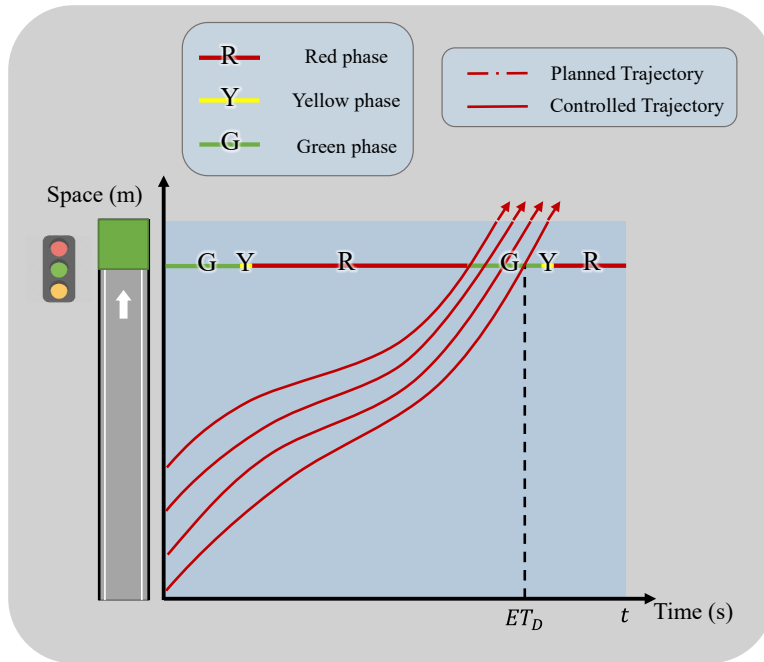 R Red phase
Y Yellow phase
G Green phase
Planned Trajectory
Controlled Trajectory
Space (m)
G Y R G Y R
ET_D t Time (s)